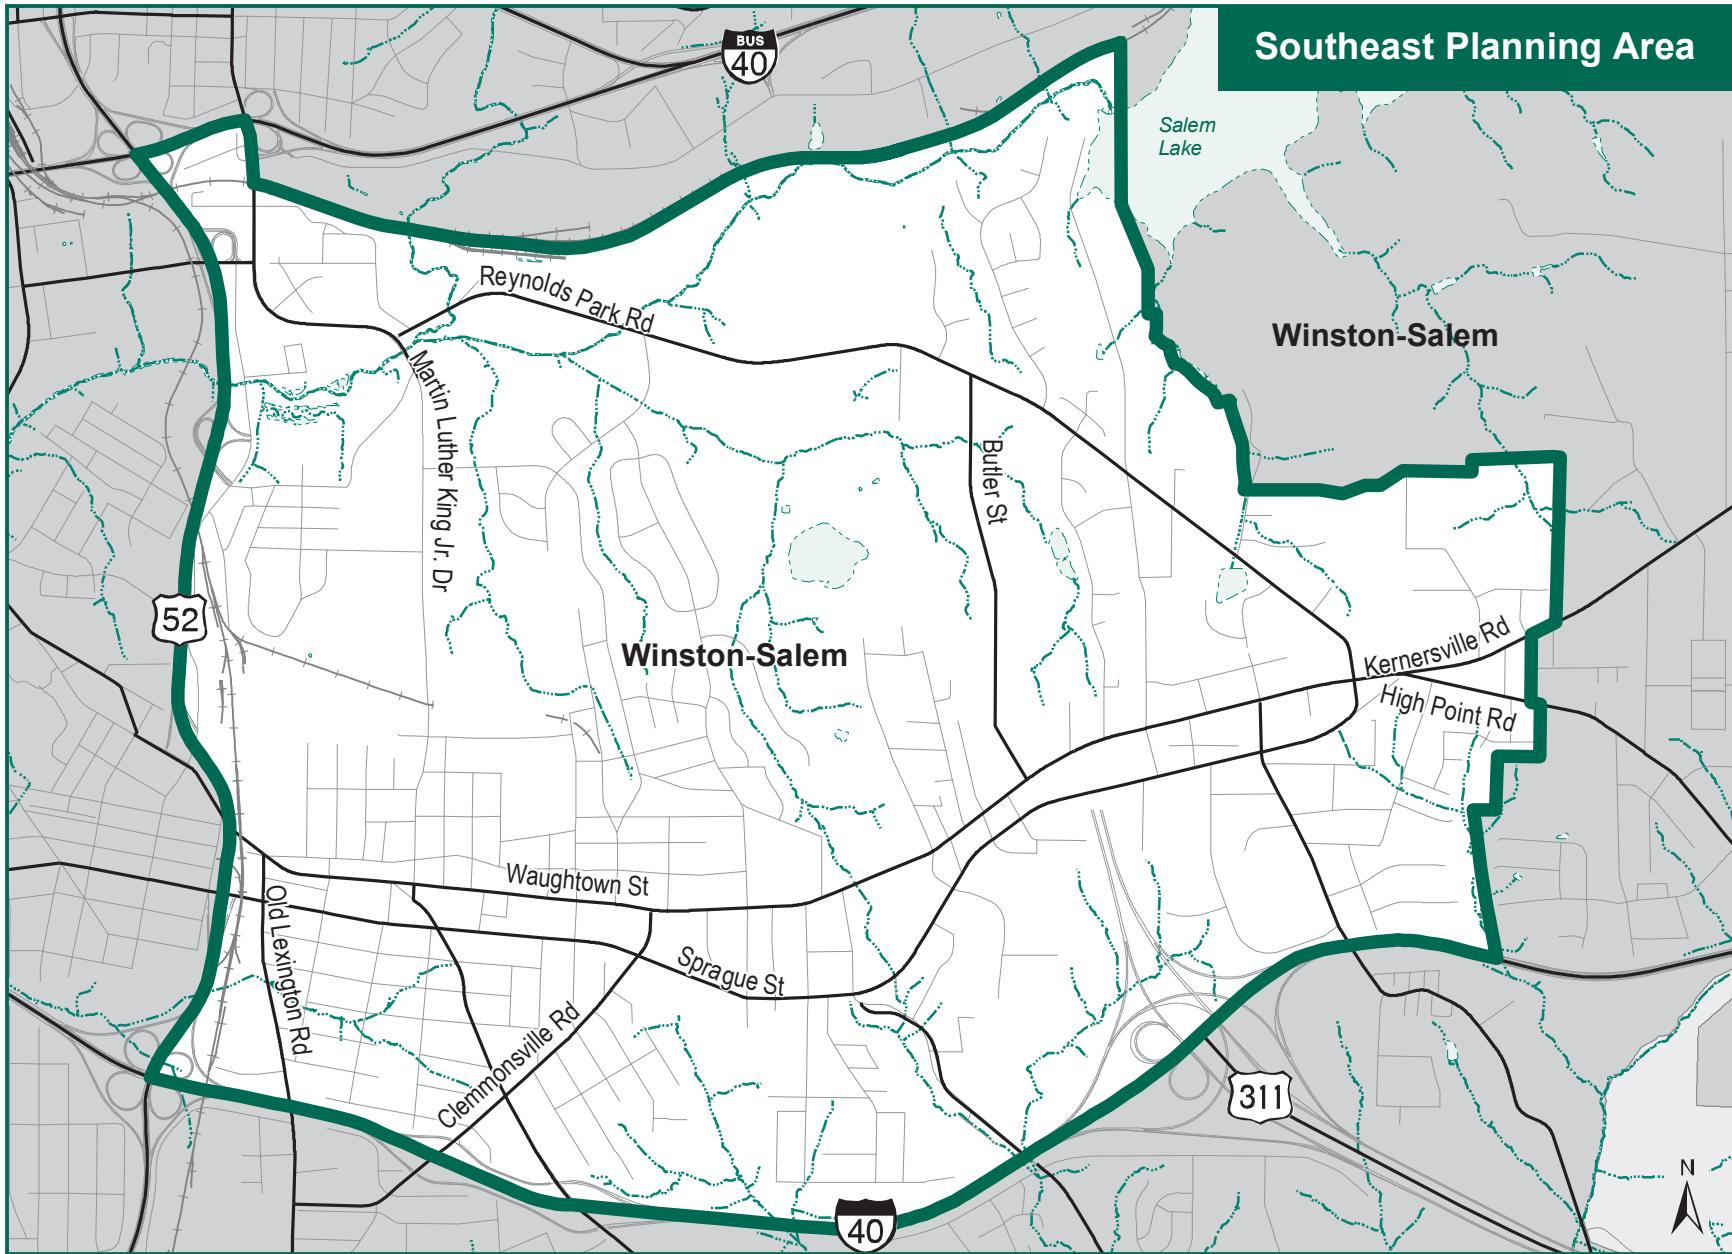 Southeast Planning Area
BUS
40
Salem
Lake
Reynolds Park Rd
Winston-Salem
Martin Luther King Jr. Dr
Butler St
52
Winston-Salem
Kernersville Rd
High Point Rd
Waughtown St
Old Lexington Rd
Sprague St
Clemmonsville Rd
311
40
N